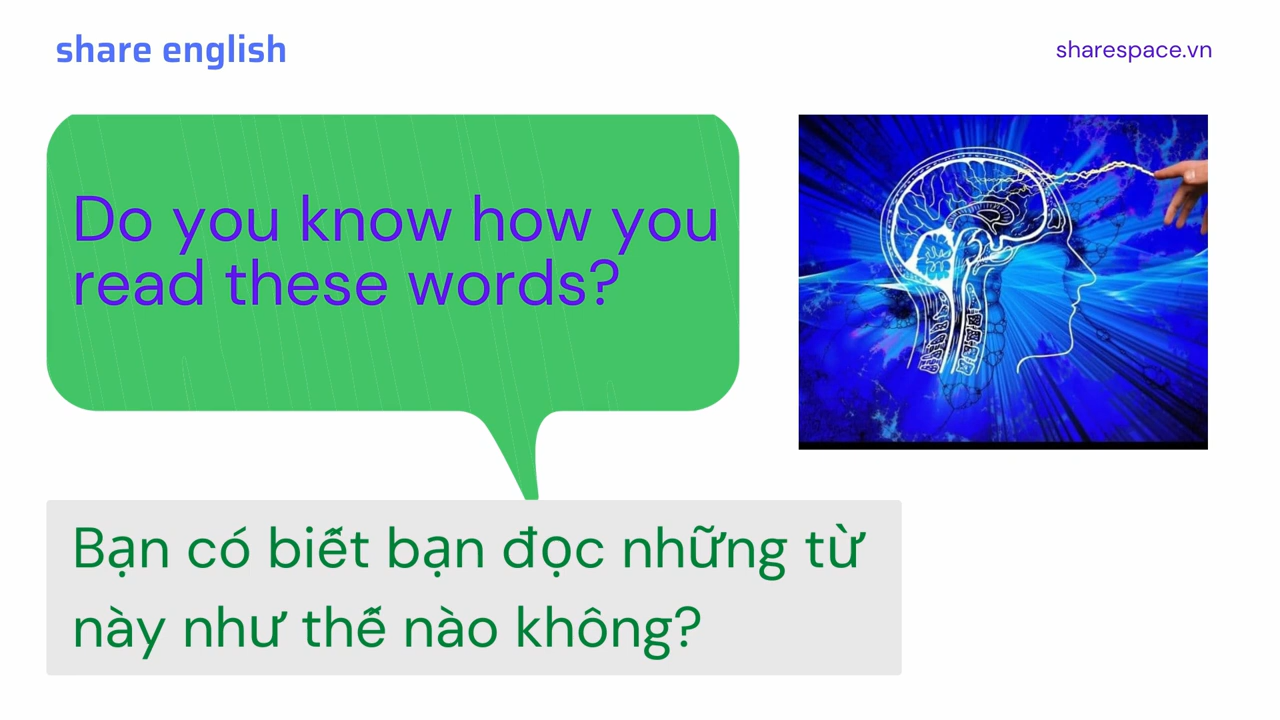 share english
sharespace.vn
Do you know how you
read these words?
Bạn có biết bạn đọc những từ
này như thế nào không?